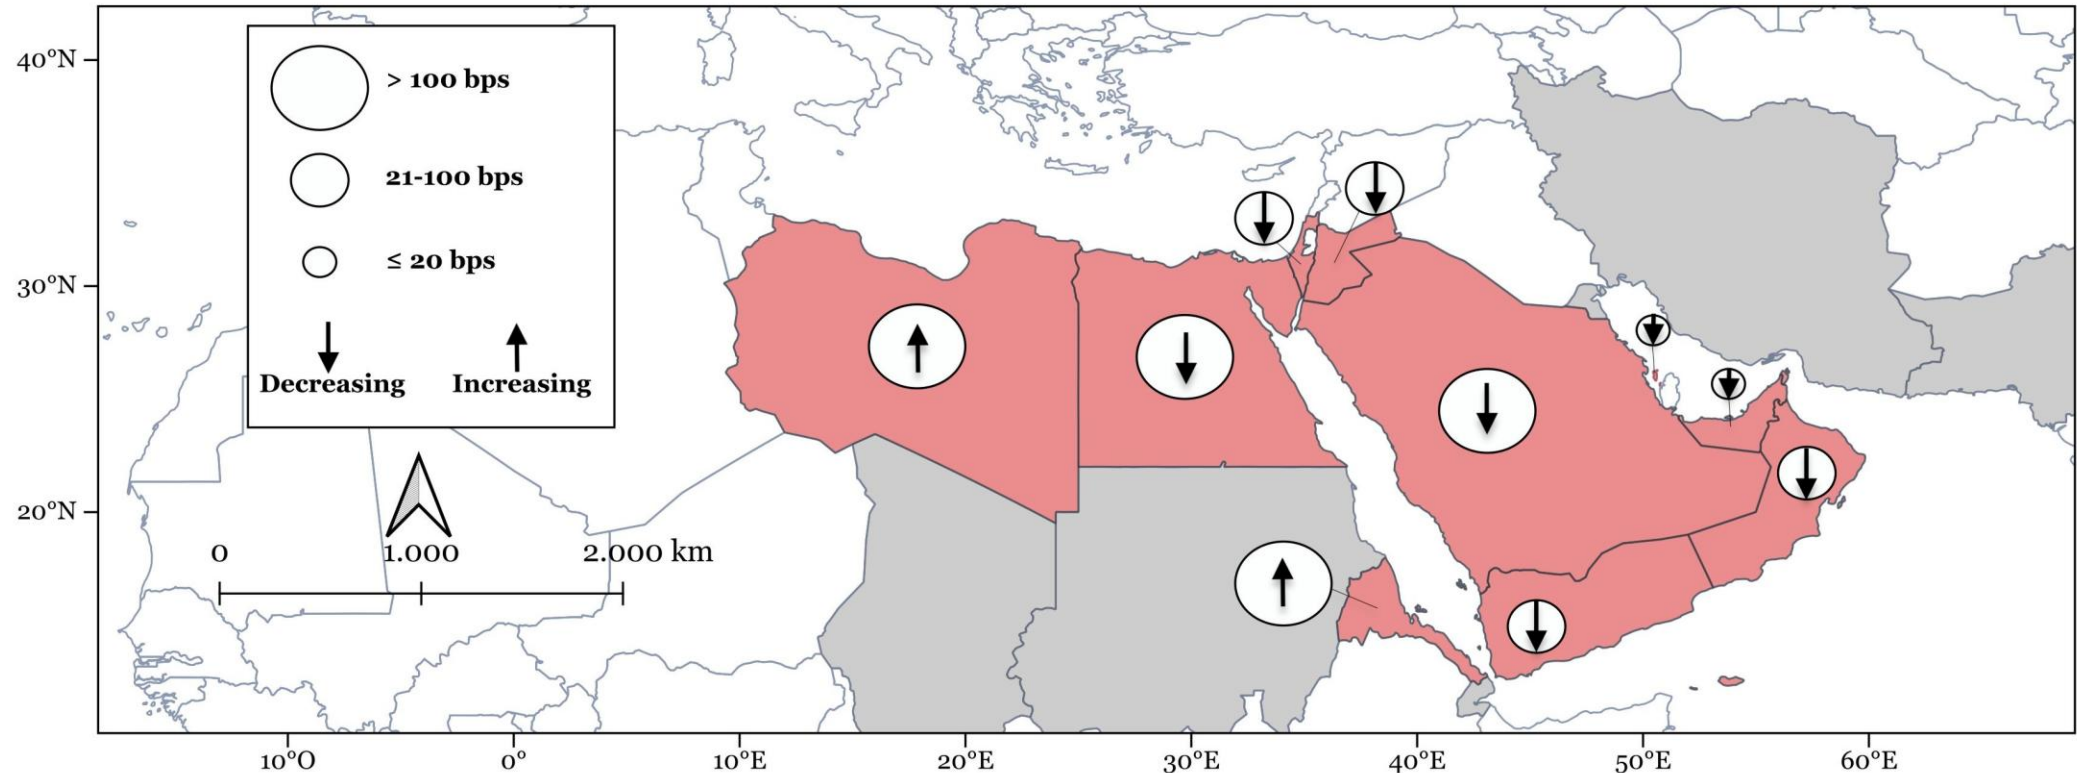 40°N
30°N
20°N
> 100 bps
21-100 bps
≤ 20 bps
Decreasing Increasing
0 1.000 2.000 km
10°O 0° 10°E 20°E 30°E 40°E 50°E 60°E